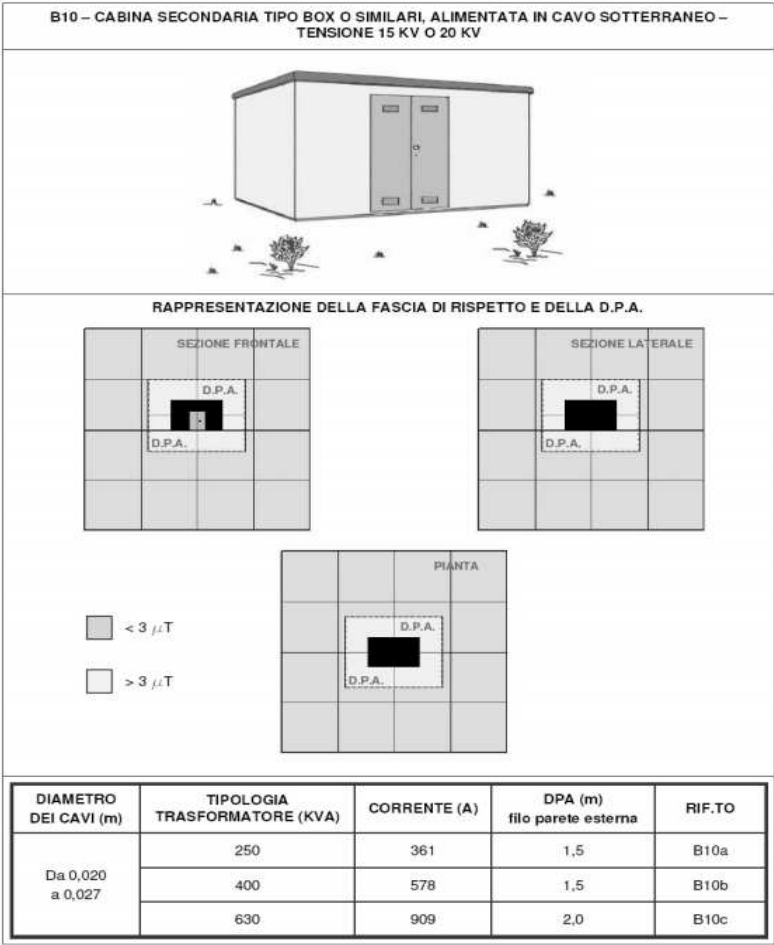 B10 – CABINA SECONDARIA TIPO BOX O SIMILARI, ALIMENTATA IN CAVO SOTTERRANEO –
TENSIONE 15 KV O 20 KV
RAPPRESENTAZIONE DELLA FASCIA DI RISPETTO E DELLA D.P.A.
SEZIONE FRONTALE
D.P.A.
D.P.A.
SEZIONE LATERALE
D.P.A.
D.P.A.
PIANTA
D.P.A.
D.P.A.
< 3 μT
> 3 μT
DIAMETRO
DEI CAVI (m)
TIPOLOGIA
TRASFORMATORE (KVA)
CORRENTE (A)
DPA (m)
filo parete esterna
RIF.TO
Da 0,020
a 0,027
250 361 1,5 B10a
400 578 1,5 B10b
630 909 2,0 B10c